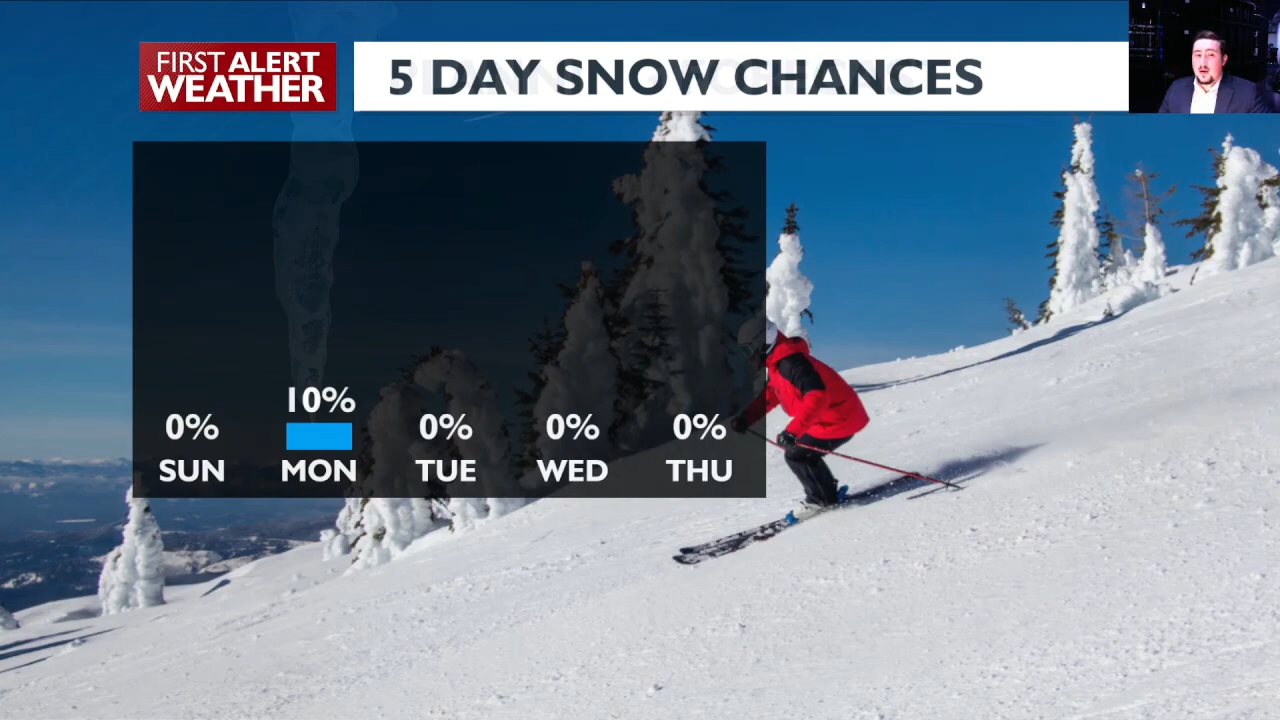 FIRST ALERT
WEATHER
5 DAY SNOW CHANCES
0% 10% 0% 0% 0%
SUN MON TUE WED THU